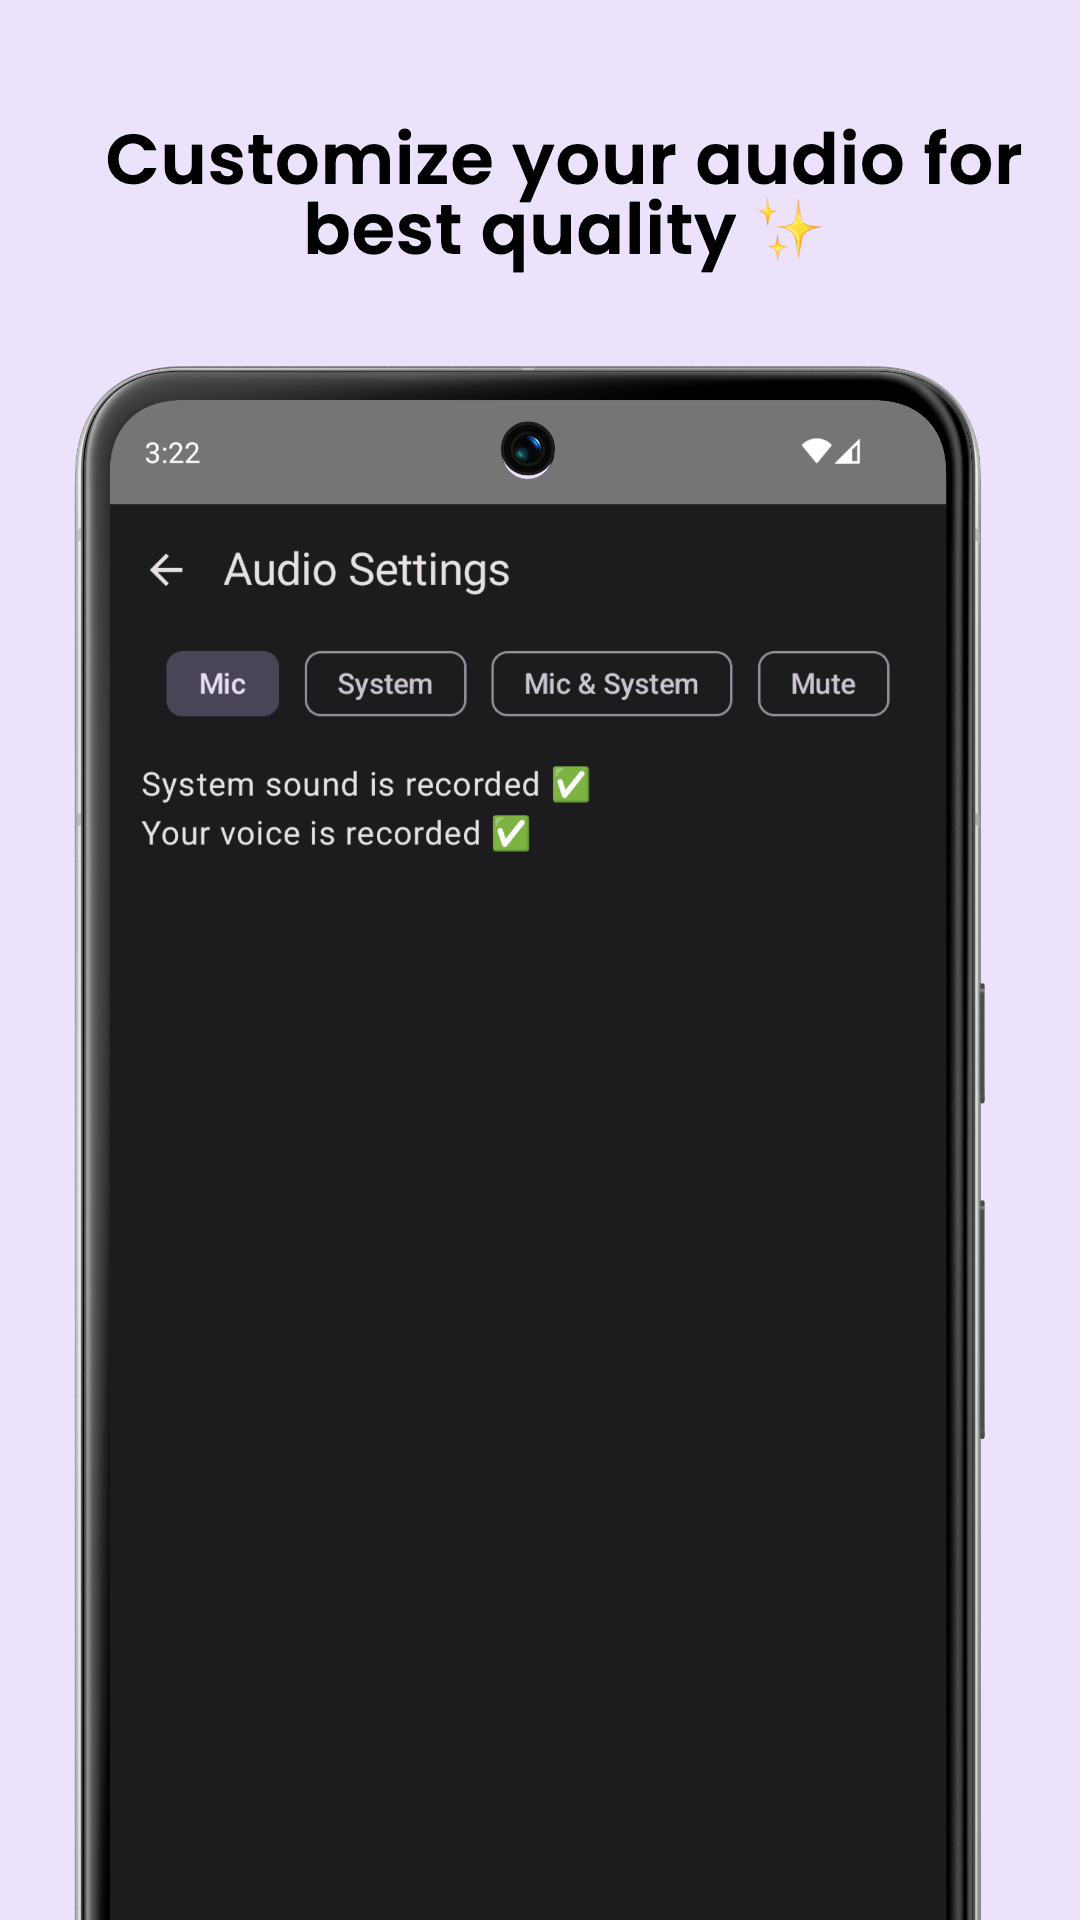 Customize your audio for
best quality ✨
3:22
Audio Settings
Mic System Mic & System Mute
System sound is recorded ✅
Your voice is recorded ✅